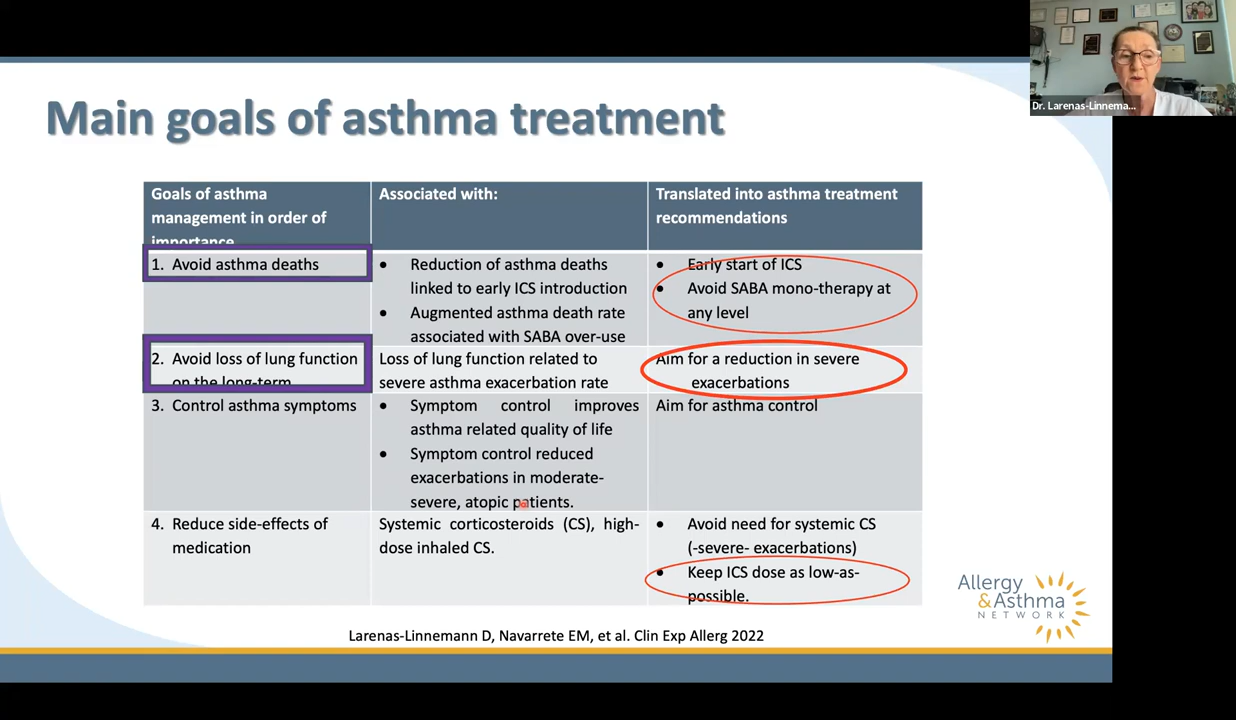 Dr. Larenas-Linnema...
Main goals of asthma treatment
Goals of asthma
management in order of
importance
Associated with:
Translated into asthma treatment
recommendations
1. Avoid asthma deaths
• Reduction of asthma deaths
linked to early ICS introduction
• Augmented asthma death rate
associated with SABA over-use
• Early start of ICS
• Avoid SABA mono-therapy at
any level
2. Avoid loss of lung function
on the long-term
Loss of lung function related to
severe asthma exacerbation rate
Aim for a reduction in severe
exacerbations
3. Control asthma symptoms
• Symptom control improves
asthma related quality of life
• Symptom control reduced
exacerbations in moderate-
severe, atopic patients.
Aim for asthma control
4. Reduce side-effects of
medication
Systemic corticosteroids (CS), high-
dose inhaled CS.
• Avoid need for systemic CS
(-severe- exacerbations)
• Keep ICS dose as low-as-
possible.
Allergy
&Asthma
NETWORK
Larenas-Linnemann D, Navarrete EM, et al. Clin Exp Allerg 2022